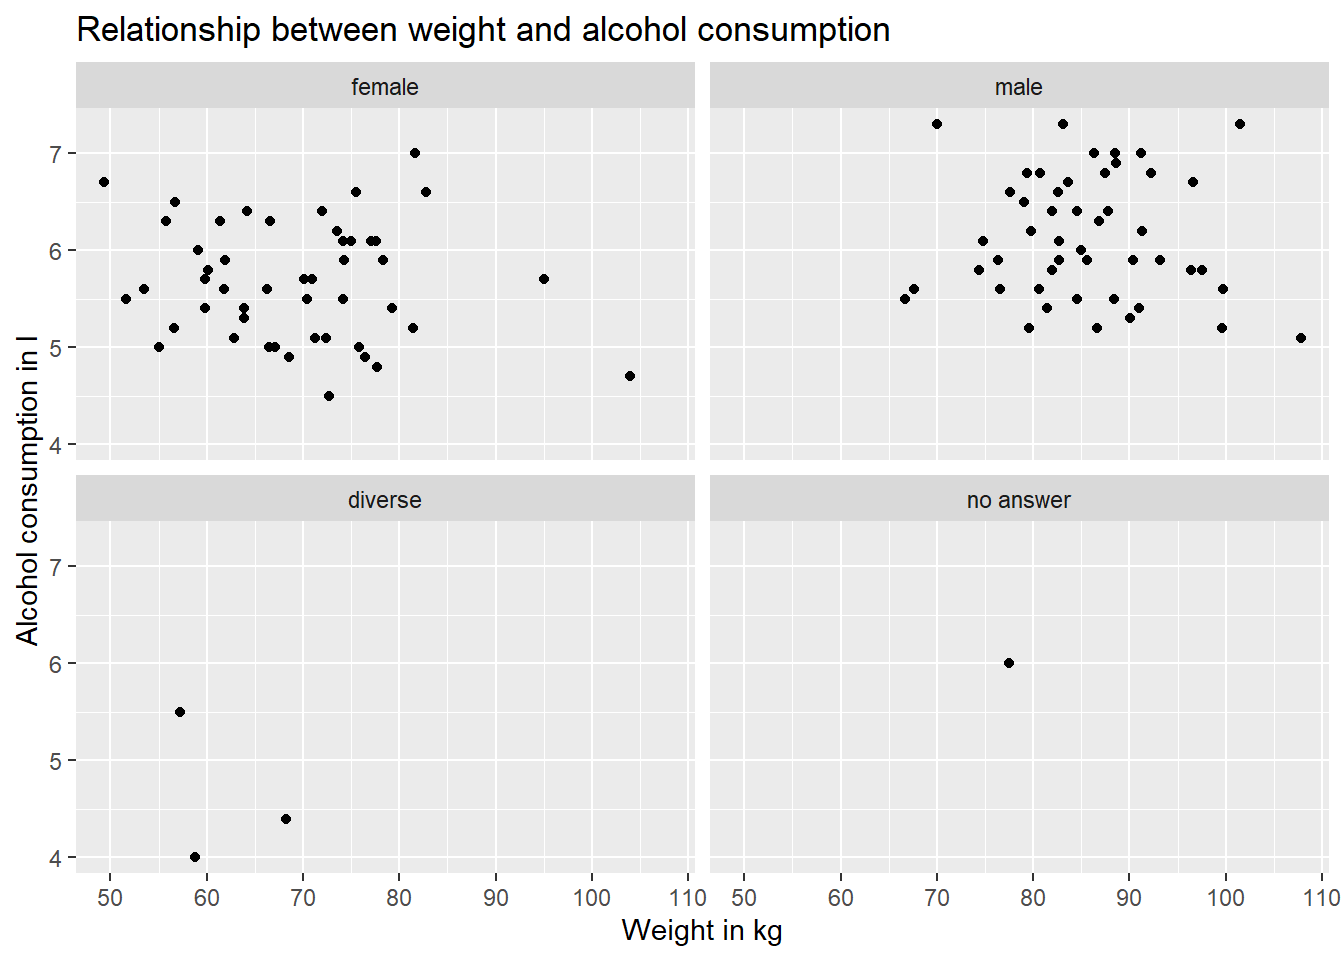 Relationship between weight and alcohol consumption
female
male
7
6
5
4
diverse
no answer
7
6
5
4
Alcohol consumption in l
50 60 70 80 90 100 110 50 60 70 80 90 100 110
Weight in kg